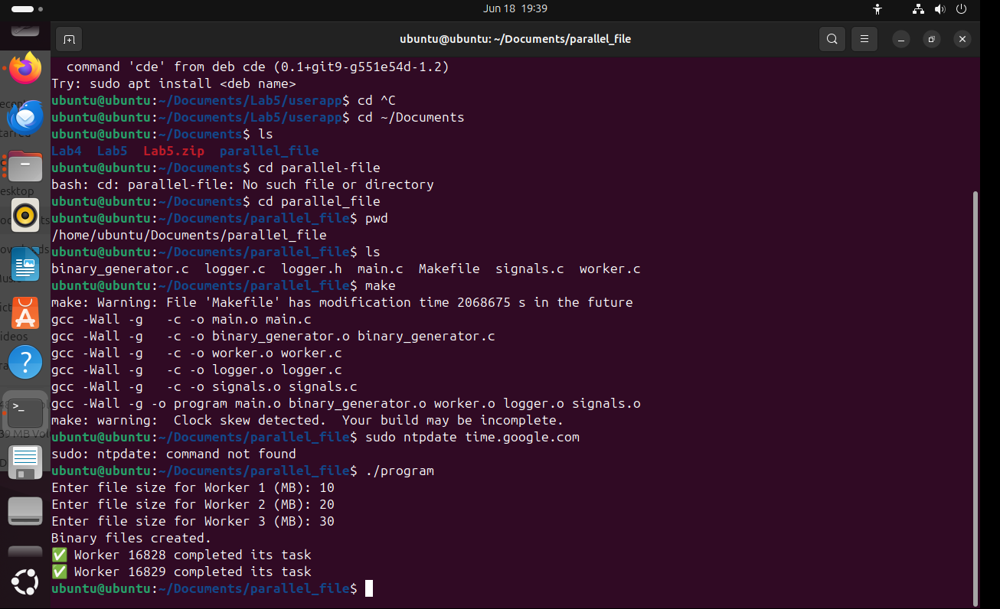 Jun 18 19:39
ubuntu@ubuntu: ~/Documents/parallel_file
command 'cde' from deb cde (0.1+git9-g551e54d-1.2)
Try: sudo apt install <deb name>
ubuntu@ubuntu:~/Documents/Lab5/userapp$ cd ^C
ubuntu@ubuntu:~/Documents/Lab5/userapp$ cd ~/Documents
ubuntu@ubuntu:~/Documents$ ls
Lab4  Lab5  Lab5.zip  parallel_file
ubuntu@ubuntu:~/Documents$ cd parallel-file
bash: cd: parallel-file: No such file or directory
ubuntu@ubuntu:~/Documents$ cd parallel_file
ubuntu@ubuntu:~/Documents/parallel_file$ pwd
/home/ubuntu/Documents/parallel_file
ubuntu@ubuntu:~/Documents/parallel_file$ ls
binary_generator.c  logger.c  logger.h  main.c  Makefile  signals.c  worker.c
ubuntu@ubuntu:~/Documents/parallel_file$ make
make: Warning: File 'Makefile' has modification time 2068675 s in the future
gcc -Wall -g   -c -o main.o main.c
gcc -Wall -g   -c -o binary_generator.o binary_generator.c
gcc -Wall -g   -c -o worker.o worker.c
gcc -Wall -g   -c -o logger.o logger.c
gcc -Wall -g   -c -o signals.o signals.c
gcc -Wall -g -o program main.o binary_generator.o worker.o logger.o signals.o
make: warning:  Clock skew detected.  Your build may be incomplete.
ubuntu@ubuntu:~/Documents/parallel_file$ sudo ntpdate time.google.com
sudo: ntpdate: command not found
ubuntu@ubuntu:~/Documents/parallel_file$ ./program
Enter file size for Worker 1 (MB): 10
Enter file size for Worker 2 (MB): 20
Enter file size for Worker 3 (MB): 30
Binary files created.
✅ Worker 16828 completed its task
✅ Worker 16829 completed its task
ubuntu@ubuntu:~/Documents/parallel_file$